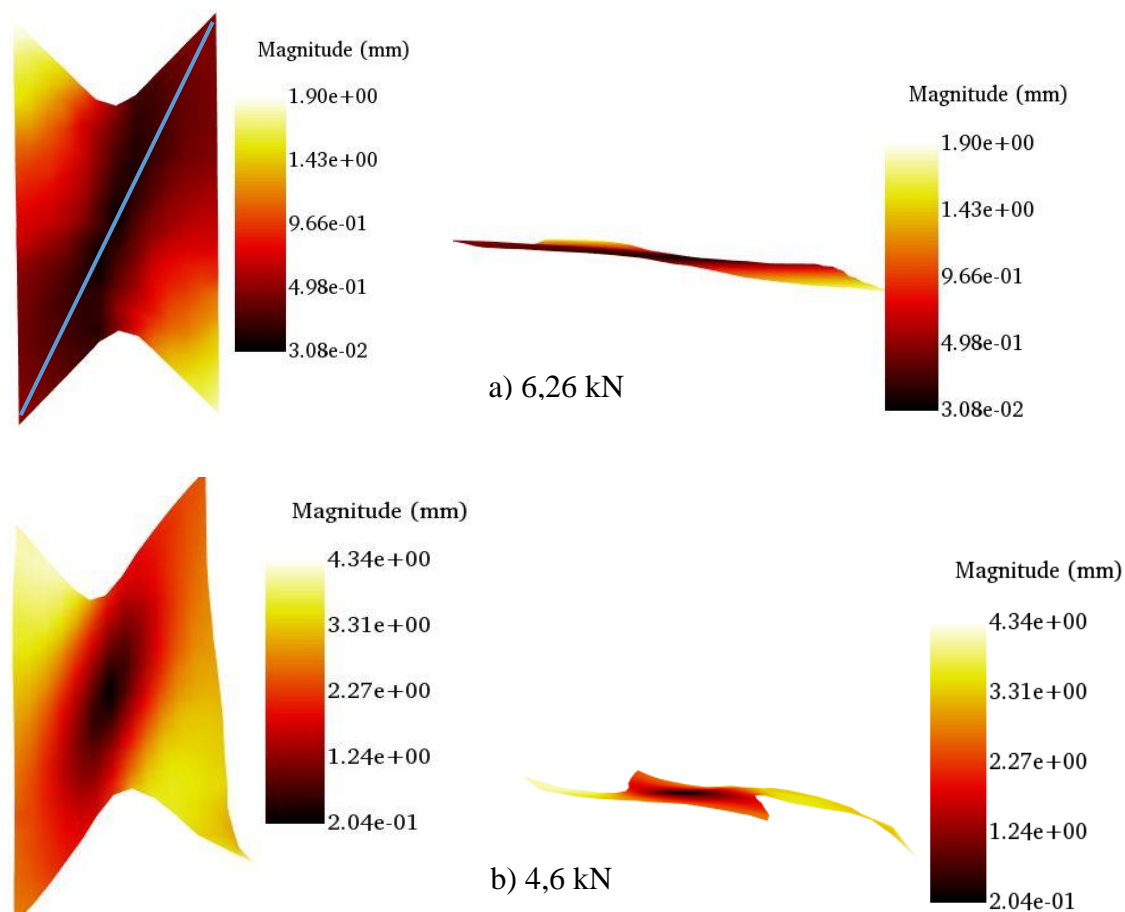 Magnitude (mm)
1.90e+00
1.43e+00
9.66e-01
4.98e-01
3.08e-02
Magnitude (mm)
1.90e+00
1.43e+00
9.66e-01
4.98e-01
3.08e-02
a) 6,26 kN
Magnitude (mm)
4.34e+00
3.31e+00
2.27e+00
1.24e+00
2.04e-01
Magnitude (mm)
4.34e+00
3.31e+00
2.27e+00
1.24e+00
2.04e-01
b) 4,6 kN